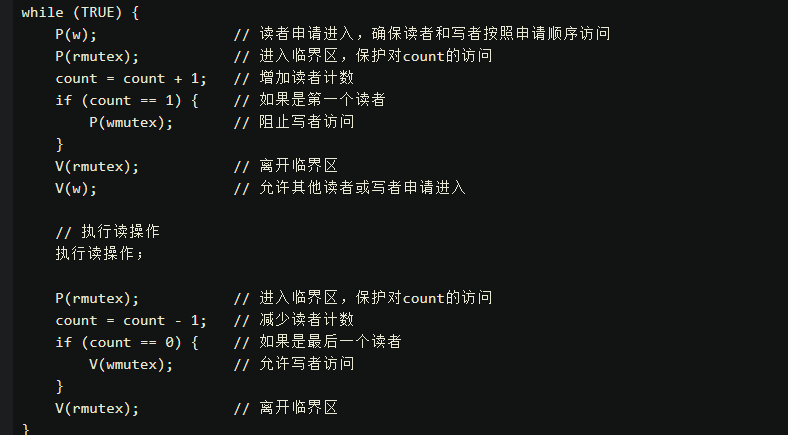 while (TRUE) {
    P(w);                // 读者申请进入，确保读者和写者按照申请顺序访问
    P(rmutex);           // 进入临界区，保护对count的访问
    count = count + 1;   // 增加读者计数
    if (count == 1) {    // 如果是第一个读者
        P(wmutex);       // 阻止写者访问
    }
    V(rmutex);           // 离开临界区
    V(w);                // 允许其他读者或写者申请进入

    // 执行读操作
    执行读操作;

    P(rmutex);           // 进入临界区，保护对count的访问
    count = count - 1;   // 减少读者计数
    if (count == 0) {    // 如果是最后一个读者
        V(wmutex);       // 允许写者访问
    }
    V(rmutex);           // 离开临界区
}